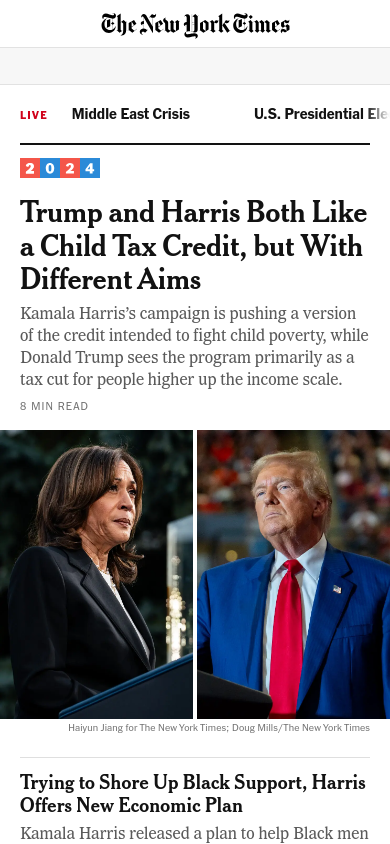 The New York Times
LIVE
Middle East Crisis
U.S. Presidential Ele
2024
Trump and Harris Both Like
a Child Tax Credit, but With
Different Aims
Kamala Harris’s campaign is pushing a version
of the credit intended to fight child poverty, while
Donald Trump sees the program primarily as a
tax cut for people higher up the income scale.
8 MIN READ
Haiyun Jiang for The New York Times; Doug Mills/The New York Times
Trying to Shore Up Black Support, Harris
Offers New Economic Plan
Kamala Harris released a plan to help Black men